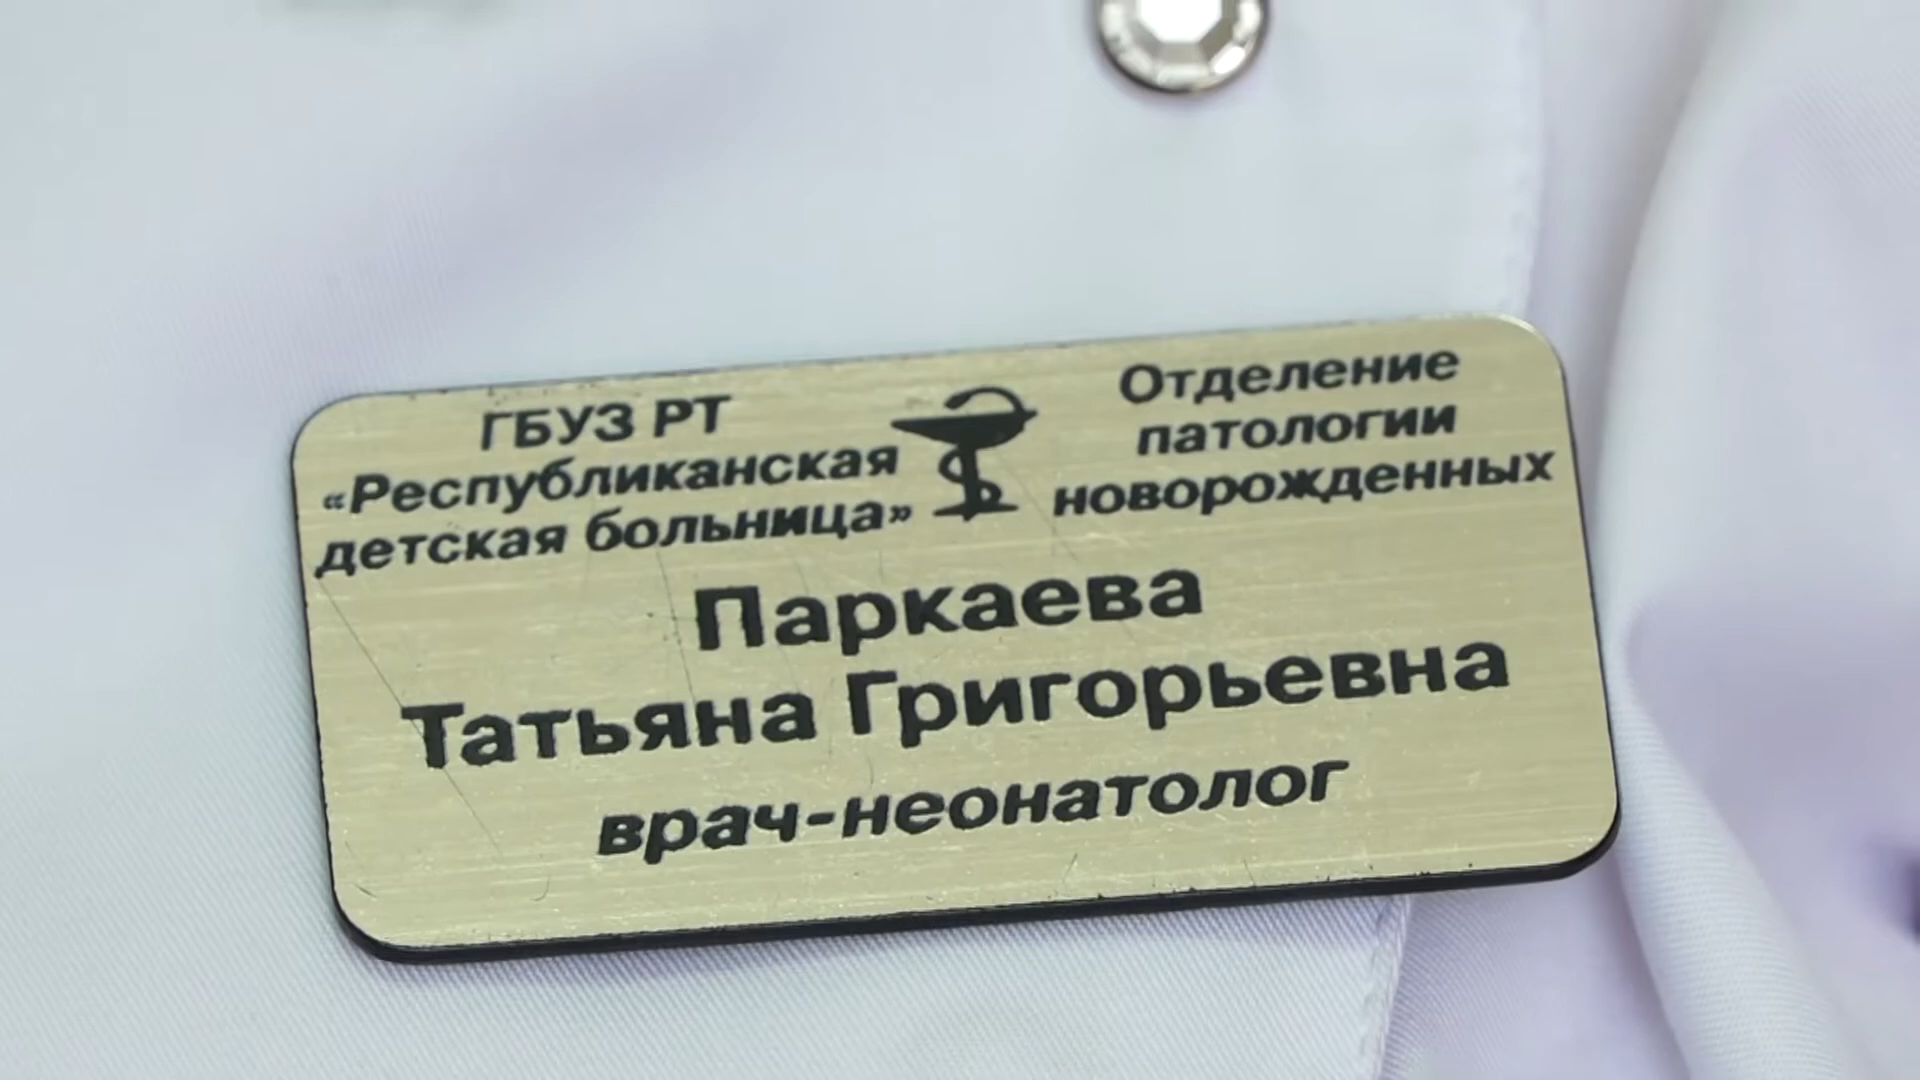 ГБУЗ РТ
«Республиканская
детская больница»
Отделение
патологии
новорожденных
Паркаева
Татьяна Григорьевна
врач-неонатолог